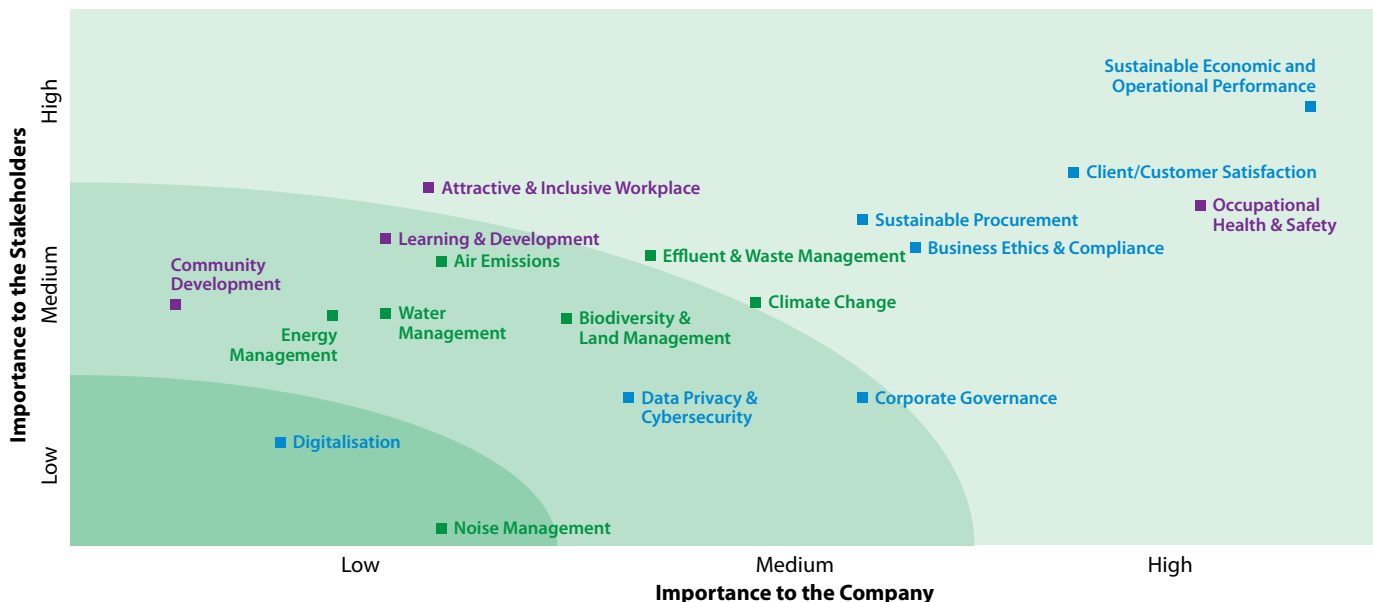 Sustainable Economic and
Operational Performance
High
Client/Customer Satisfaction
Attractive & Inclusive Workplace
Occupational
Health & Safety
Sustainable Procurement
Learning & Development
Business Ethics & Compliance
Effluent & Waste Management
Air Emissions
Community
Development
Importance to the Stakeholders
Medium
Climate Change
Water
Management
Biodiversity &
Land Management
Energy
Management
Data Privacy &
Cybersecurity
Corporate Governance
Digitalisation
Low
Noise Management
Low
Medium
High
Importance to the Company